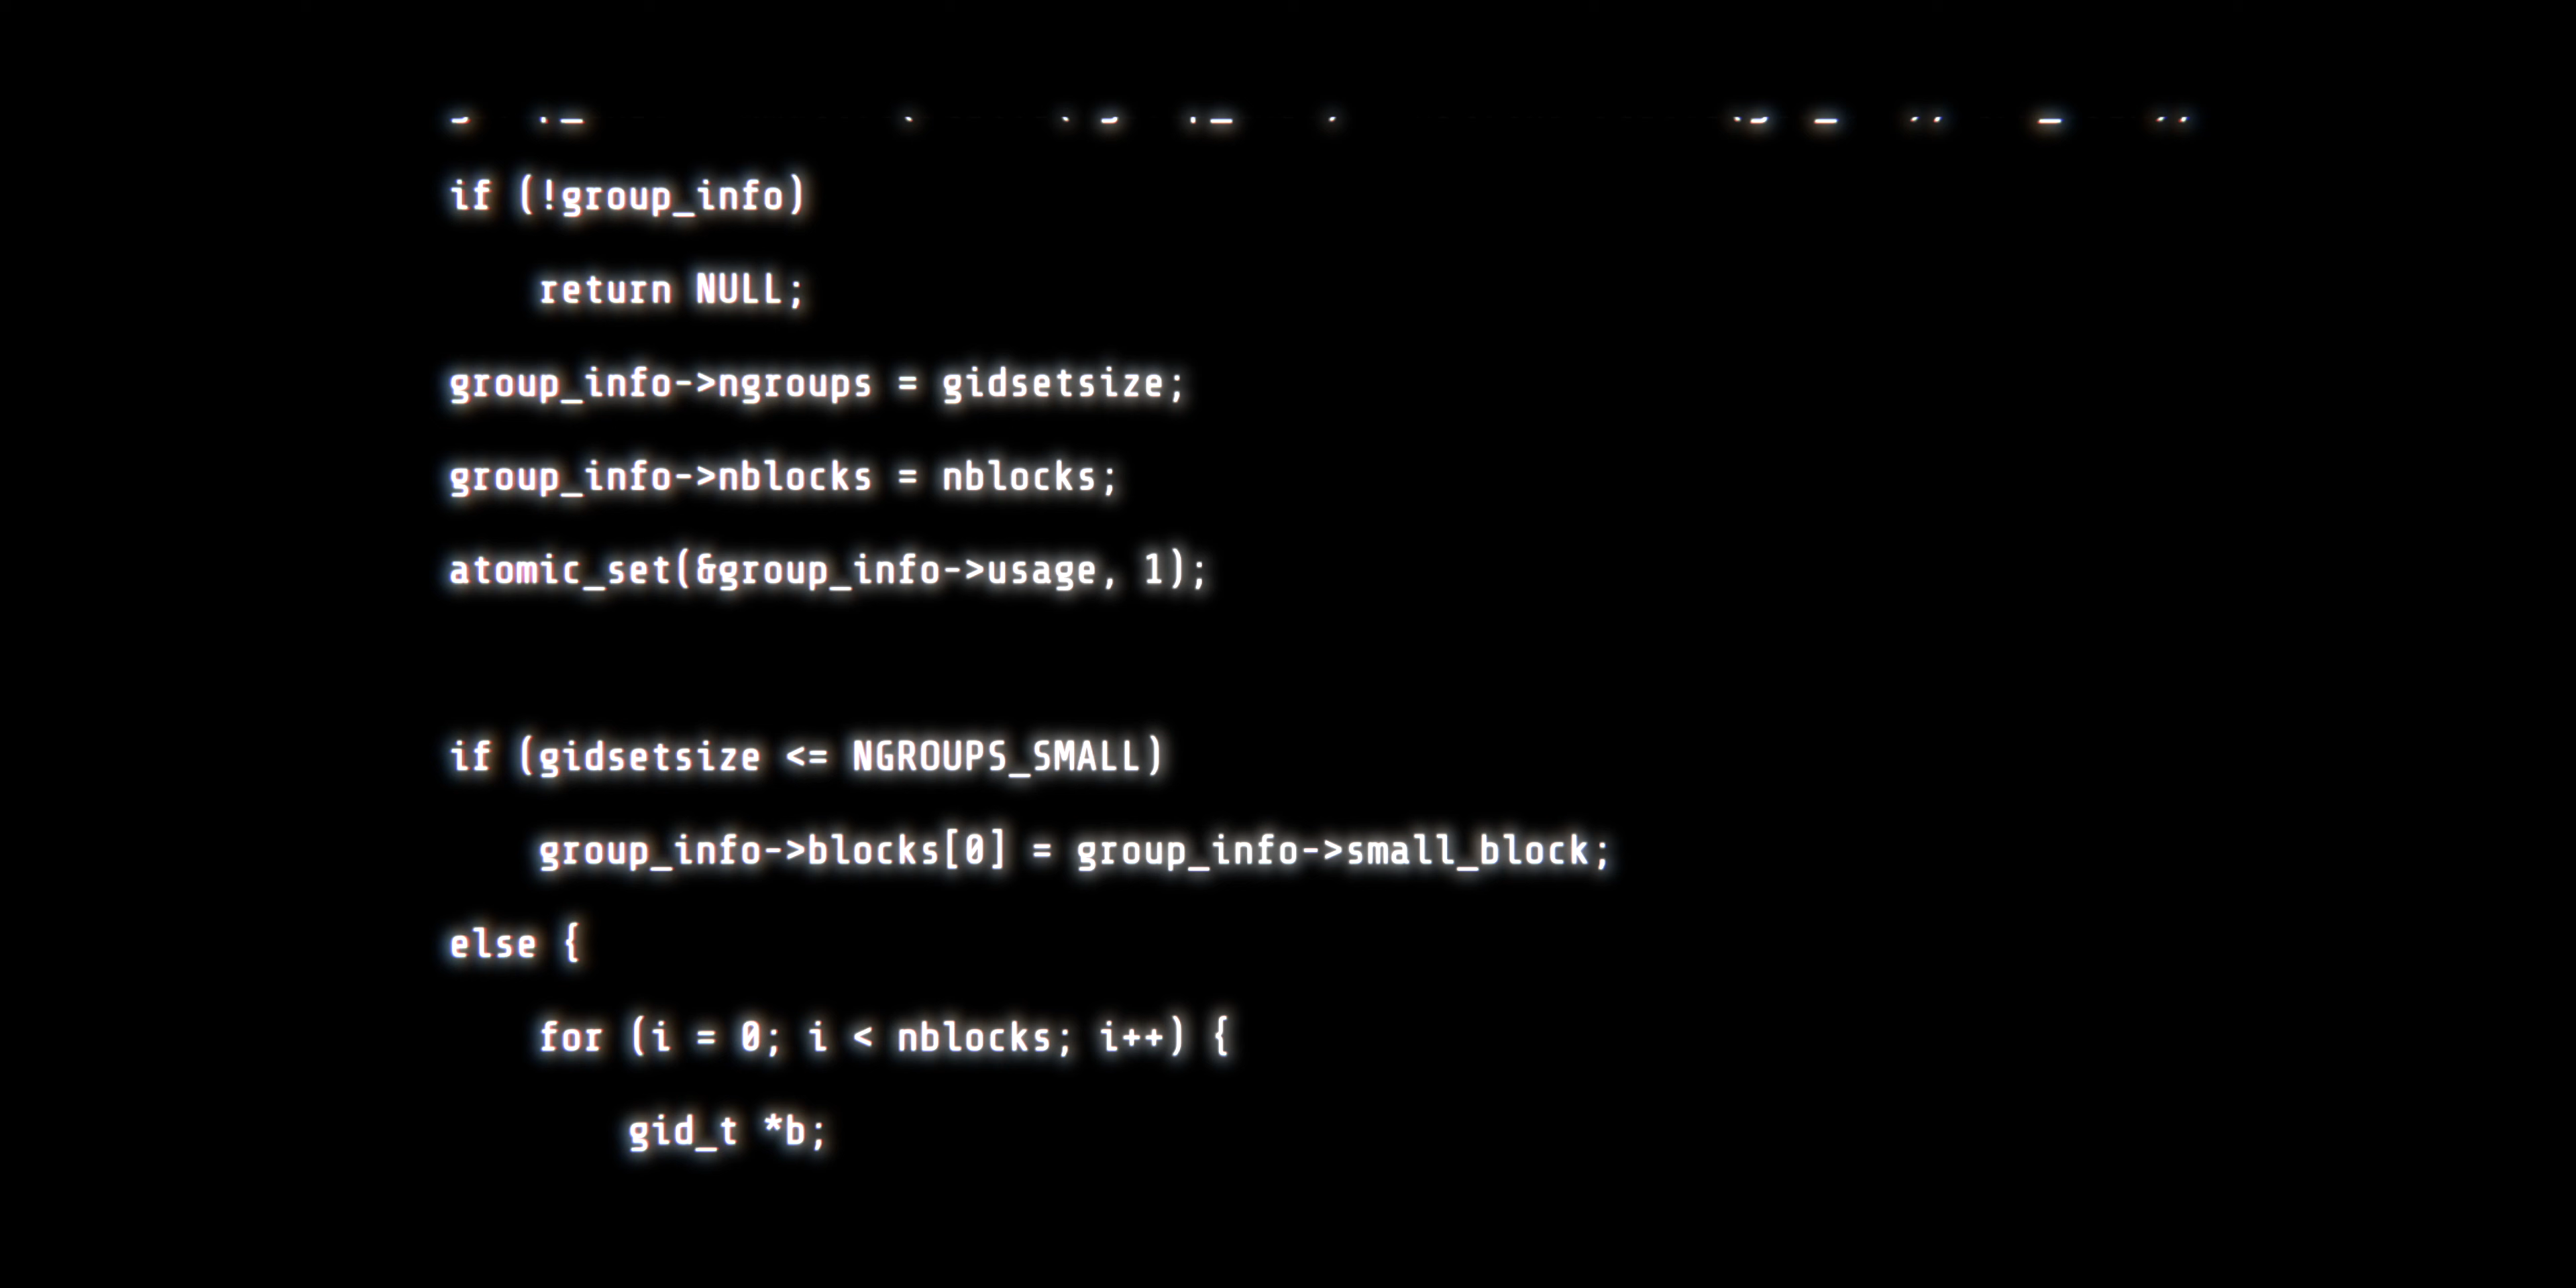 if (!group_info)
return NULL;
group_info->ngroups = gidsetsize;
group_info->nblocks = nblocks;
atomic_set(&group_info->usage, 1);
if (gidsetsize <= NGROUPS_SMALL)
group_info->blocks[0] = group_info->small_block;
else {
for (i = 0; i < nblocks; i++) {
gid_t *b;